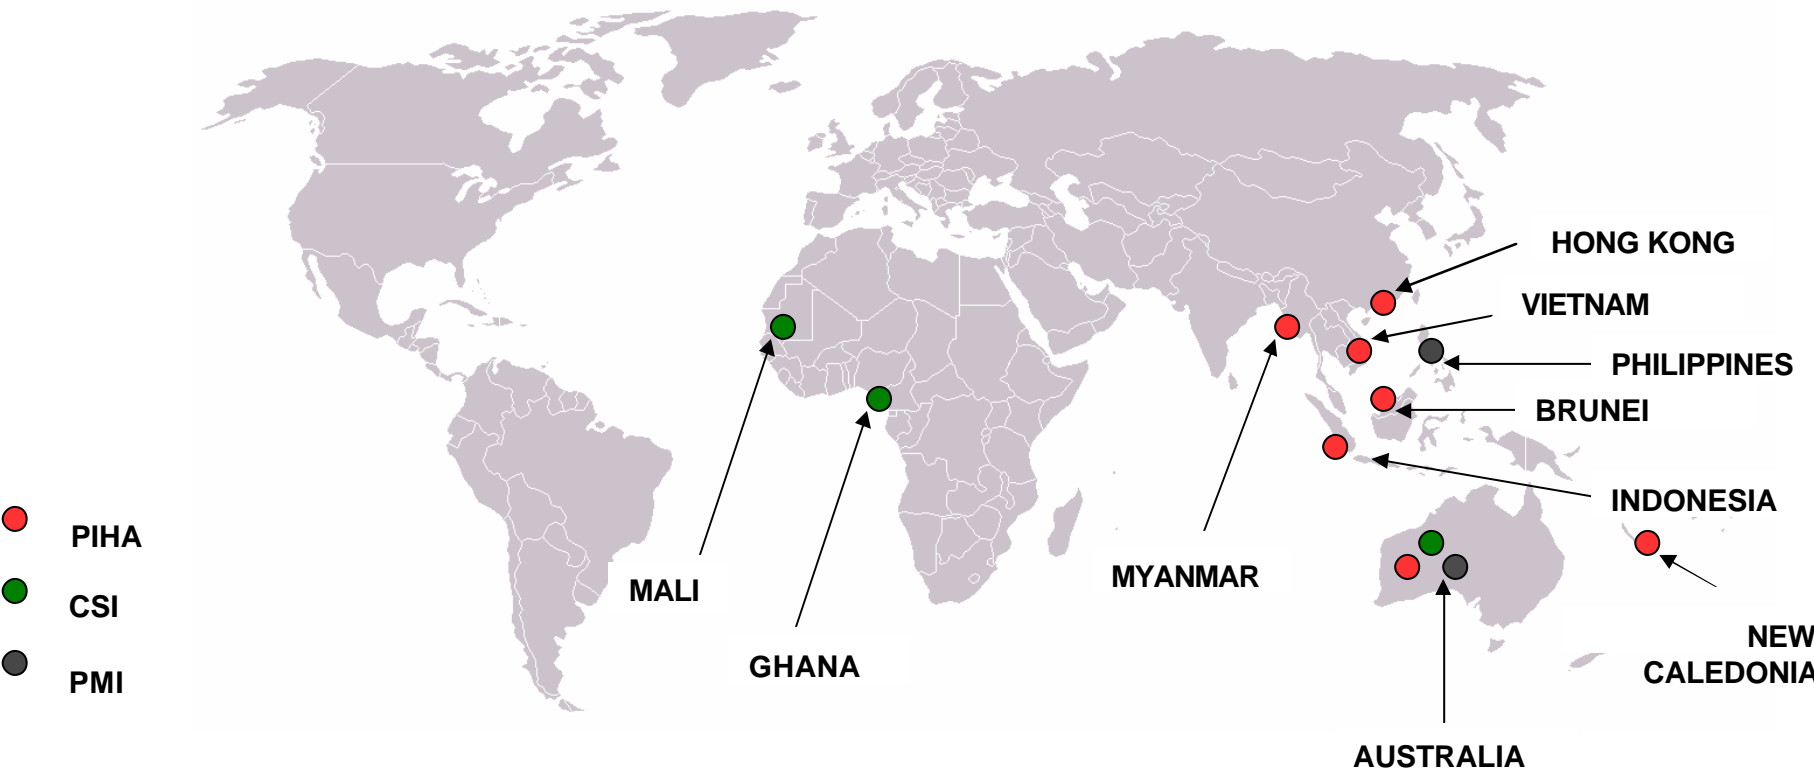 HONG KONG
VIETNAM
PHILIPPINES
BRUNEI
INDONESIA
PIHA
MYANMAR
MALI
CSI
NEW
CALEDONIA
GHANA
PMI
AUSTRALIA